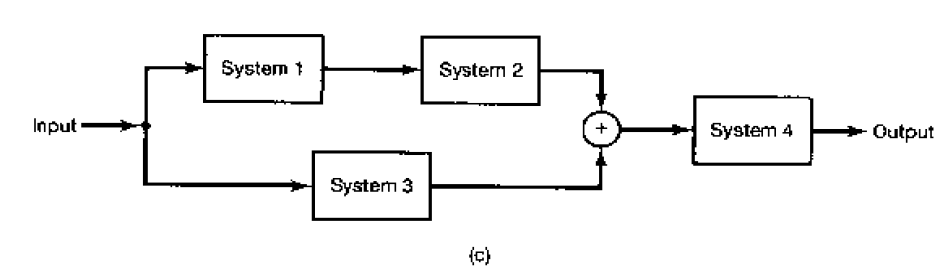 System 1
System 2
Input
+
System 4
Output
System 3
(c)